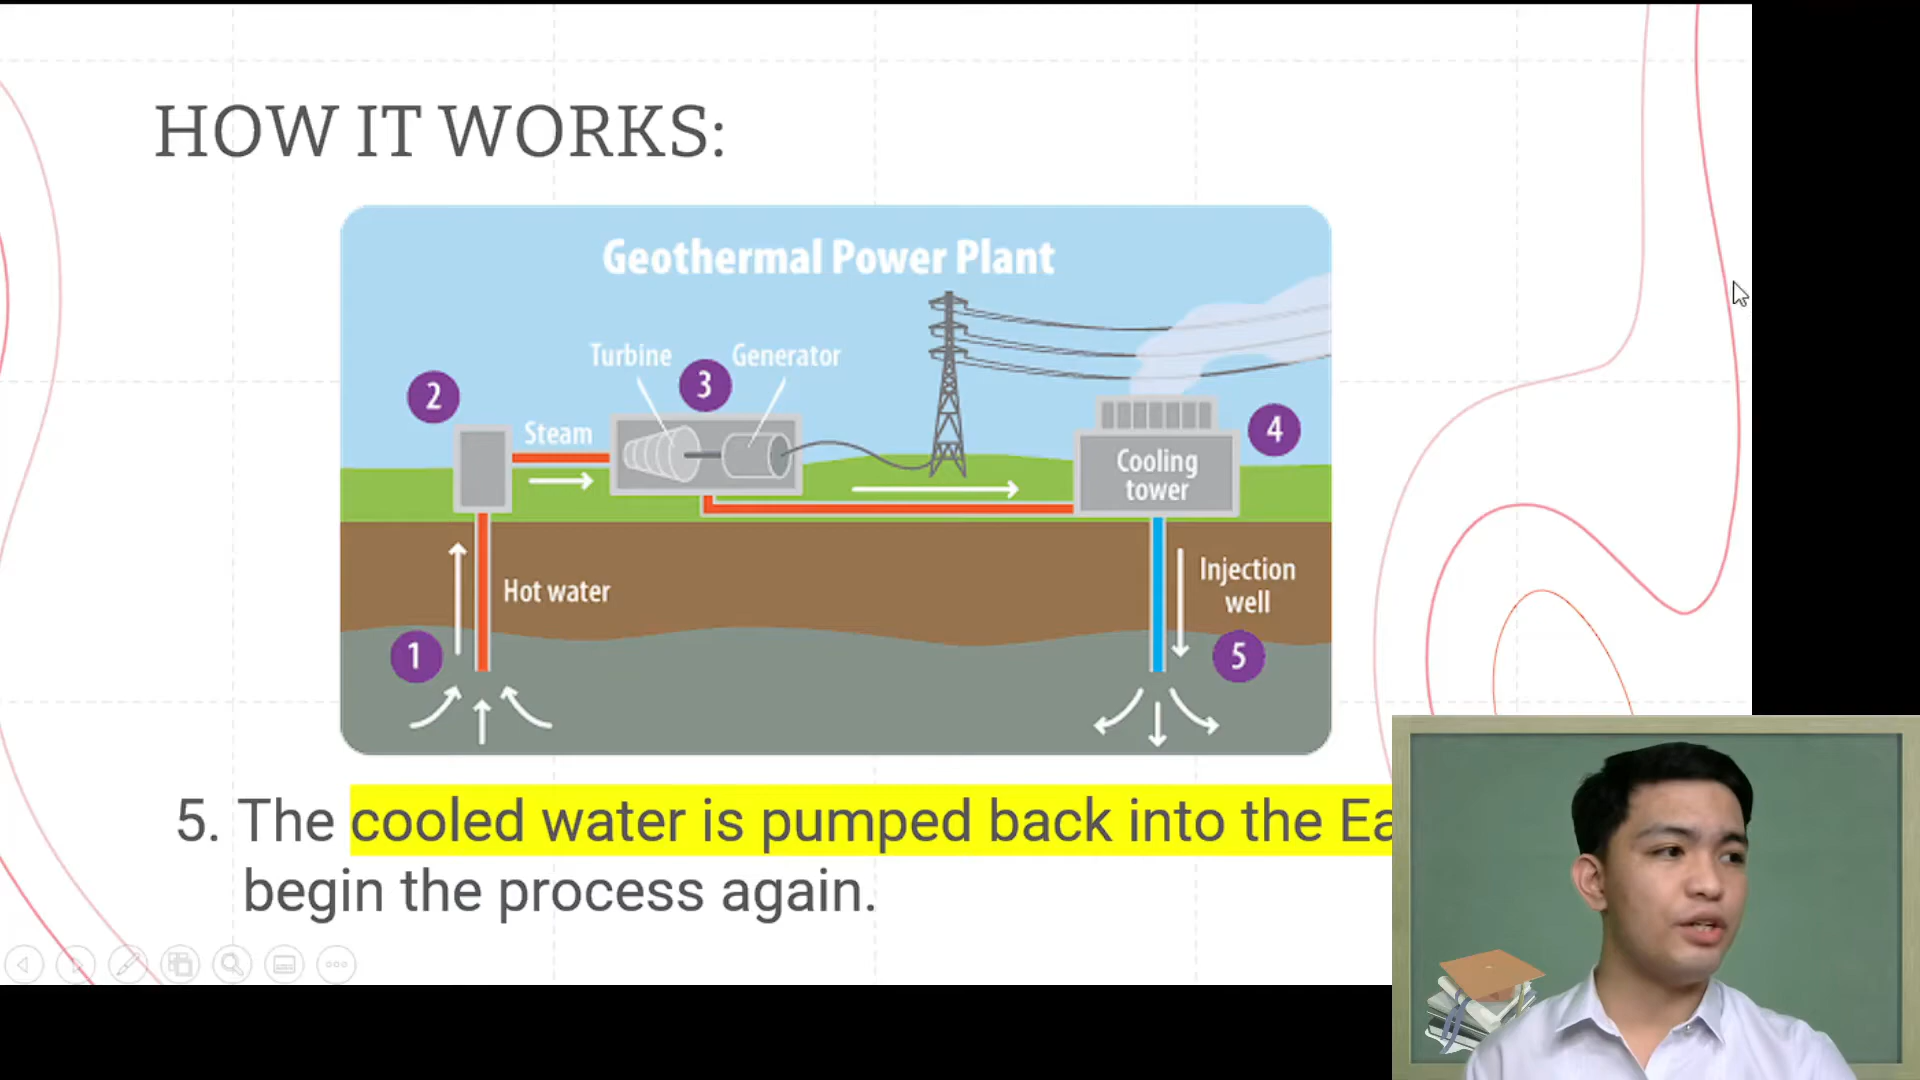 HOW IT WORKS:
Geothermal Power Plant
Turbine
Generator
3
2
Steam
4
Cooling
tower
Hot water
Injection
well
1
5
5. The cooled water is pumped back into the
begin the process again.